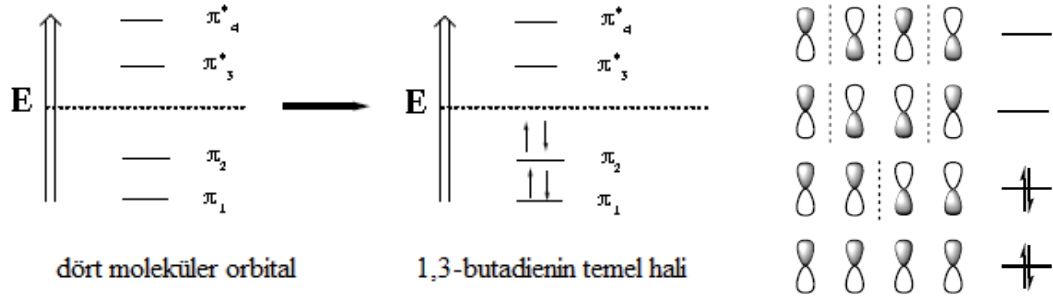 π*4
π*3
E
π2
π1
dört moleküler orbital
π*4
π*3
E
π2
π1
1,3-butadienin temel hali